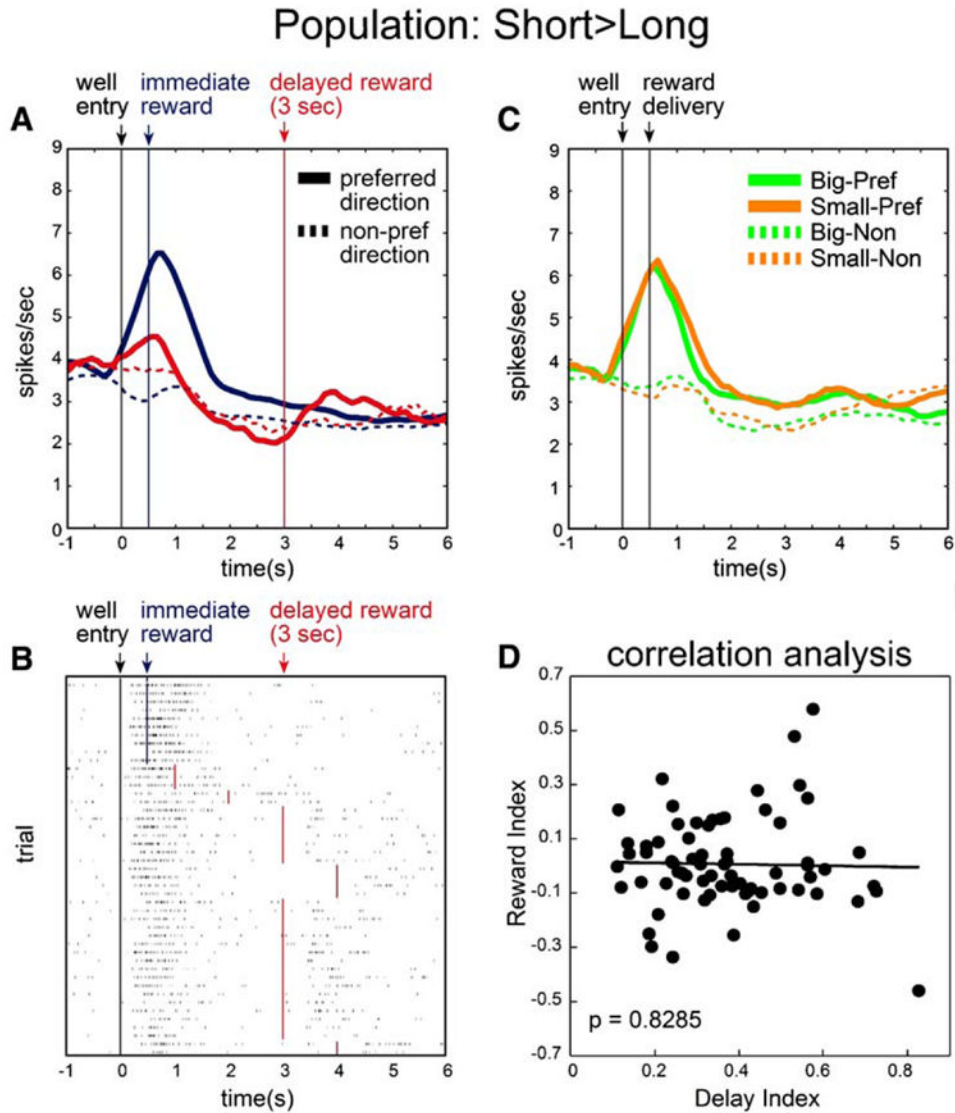 Population: Short>Long
A
well
entry
immediate
reward
delayed reward
(3 sec)
9
8
7
6
5
4
3
2
1
0
spikes/sec
preferred
direction
non-pref
direction
-1
0
1
2
3
4
5
6
time(s)
C
well
entry
reward
delivery
9
8
7
6
5
4
3
2
1
0
spikes/sec
Big-Pref
Small-Pref
Big-Non
Small-Non
-1
0
1
2
3
4
5
6
time(s)
B
well
entry
immediate
reward
delayed reward
(3 sec)
trial
-1
0
1
2
3
4
5
6
time(s)
D
correlation analysis
0.7
0.5
0.3
0.1
-0.1
-0.3
-0.5
-0.7
Reward Index
p = 0.8285
0
0.2
0.4
0.6
0.8
Delay Index